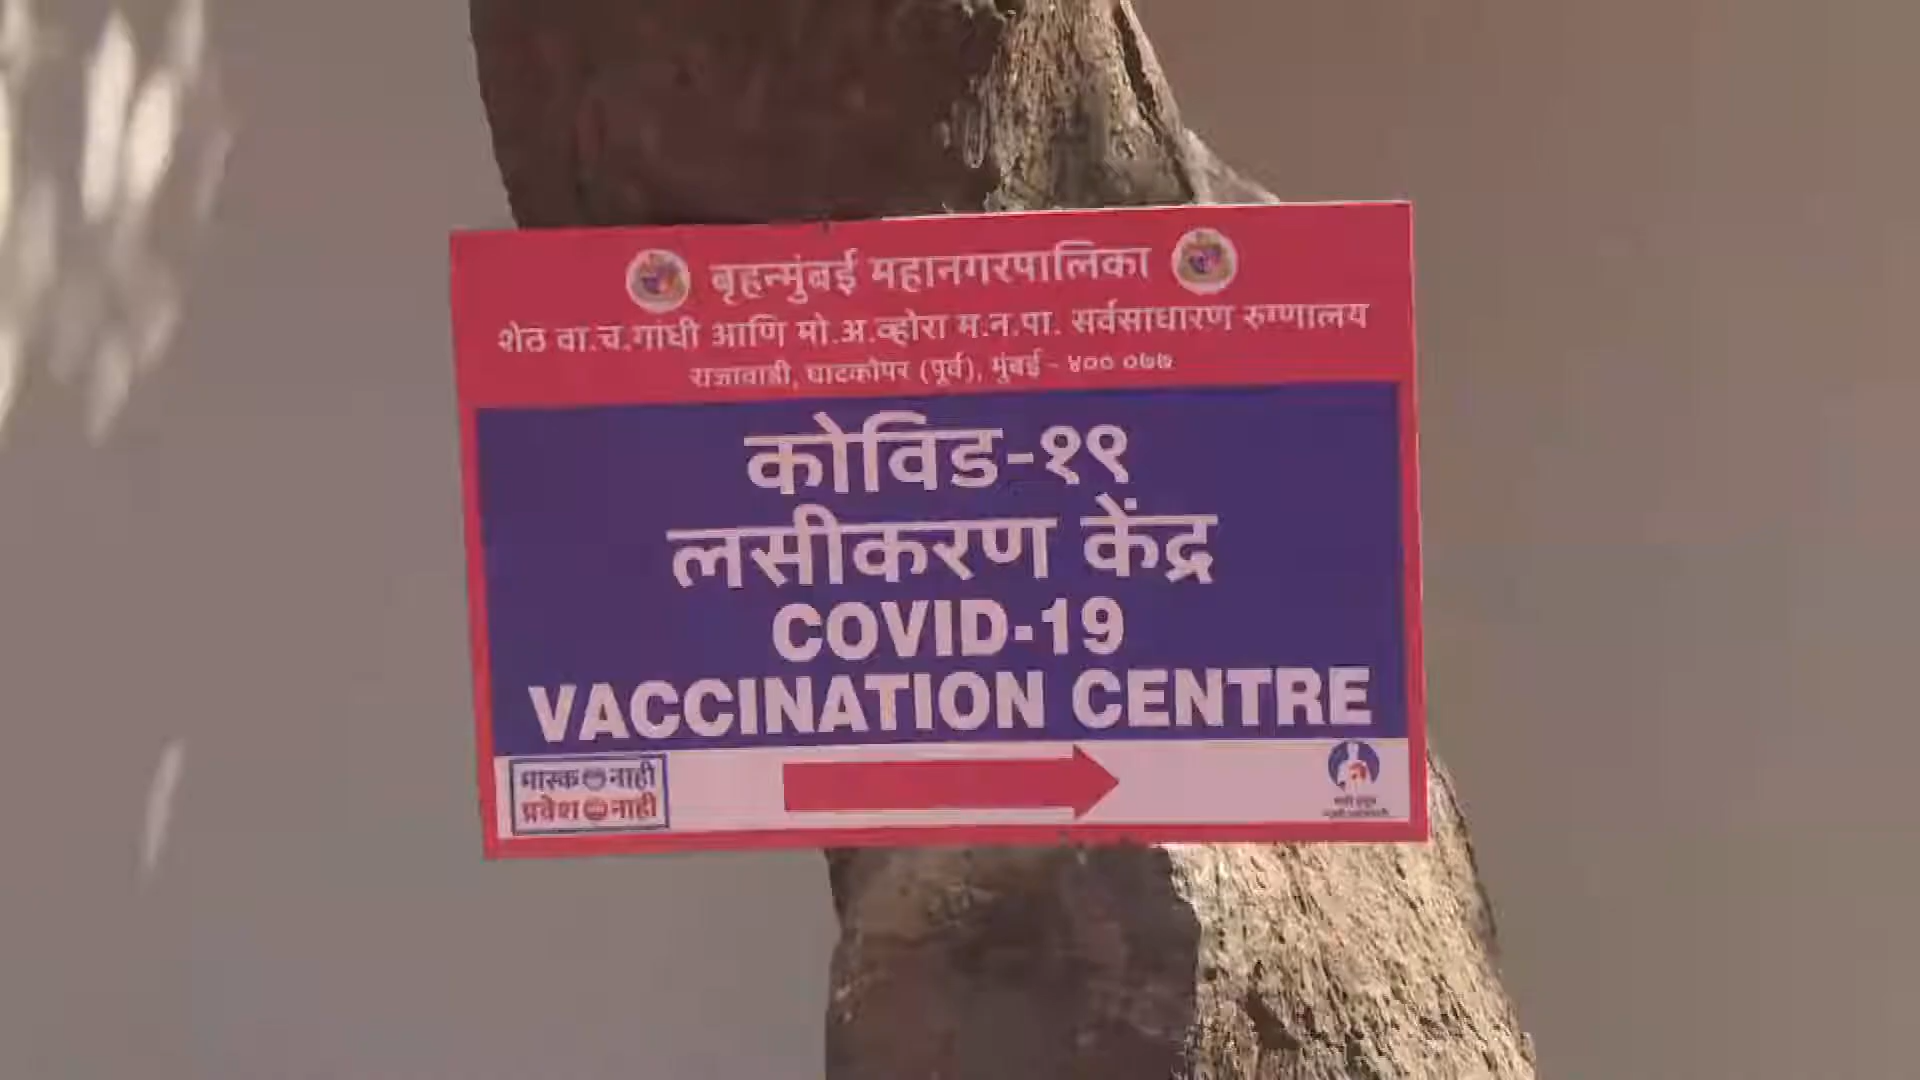 बृहन्मुंबई महानगरपालिका
शेठ वा.च.गांधी आणि मो.अ.व्होरा म.न.पा. सर्वसाधारण रुग्णालय
राजावाडी, घाटकोपर (पूर्व), मुंबई - ४०० ०७७
कोविड-१९
लसीकरण केंद्र
COVID-19
VACCINATION CENTRE
मास्क नाही
प्रवेश नाही